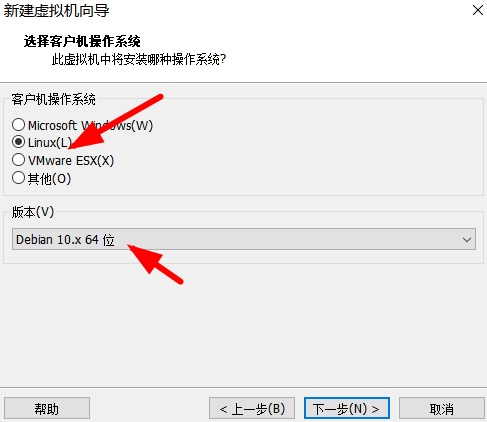 新建虚拟机向导
选择客户机操作系统
此虚拟机中将安装哪种操作系统?
客户机操作系统
Microsoft Windows(W)
Linux(L)
VMware ESX(X)
其他(O)
版本(V)
Debian 10.x 64 位
帮助
< 上一步(B)
下一步(N) >
取消